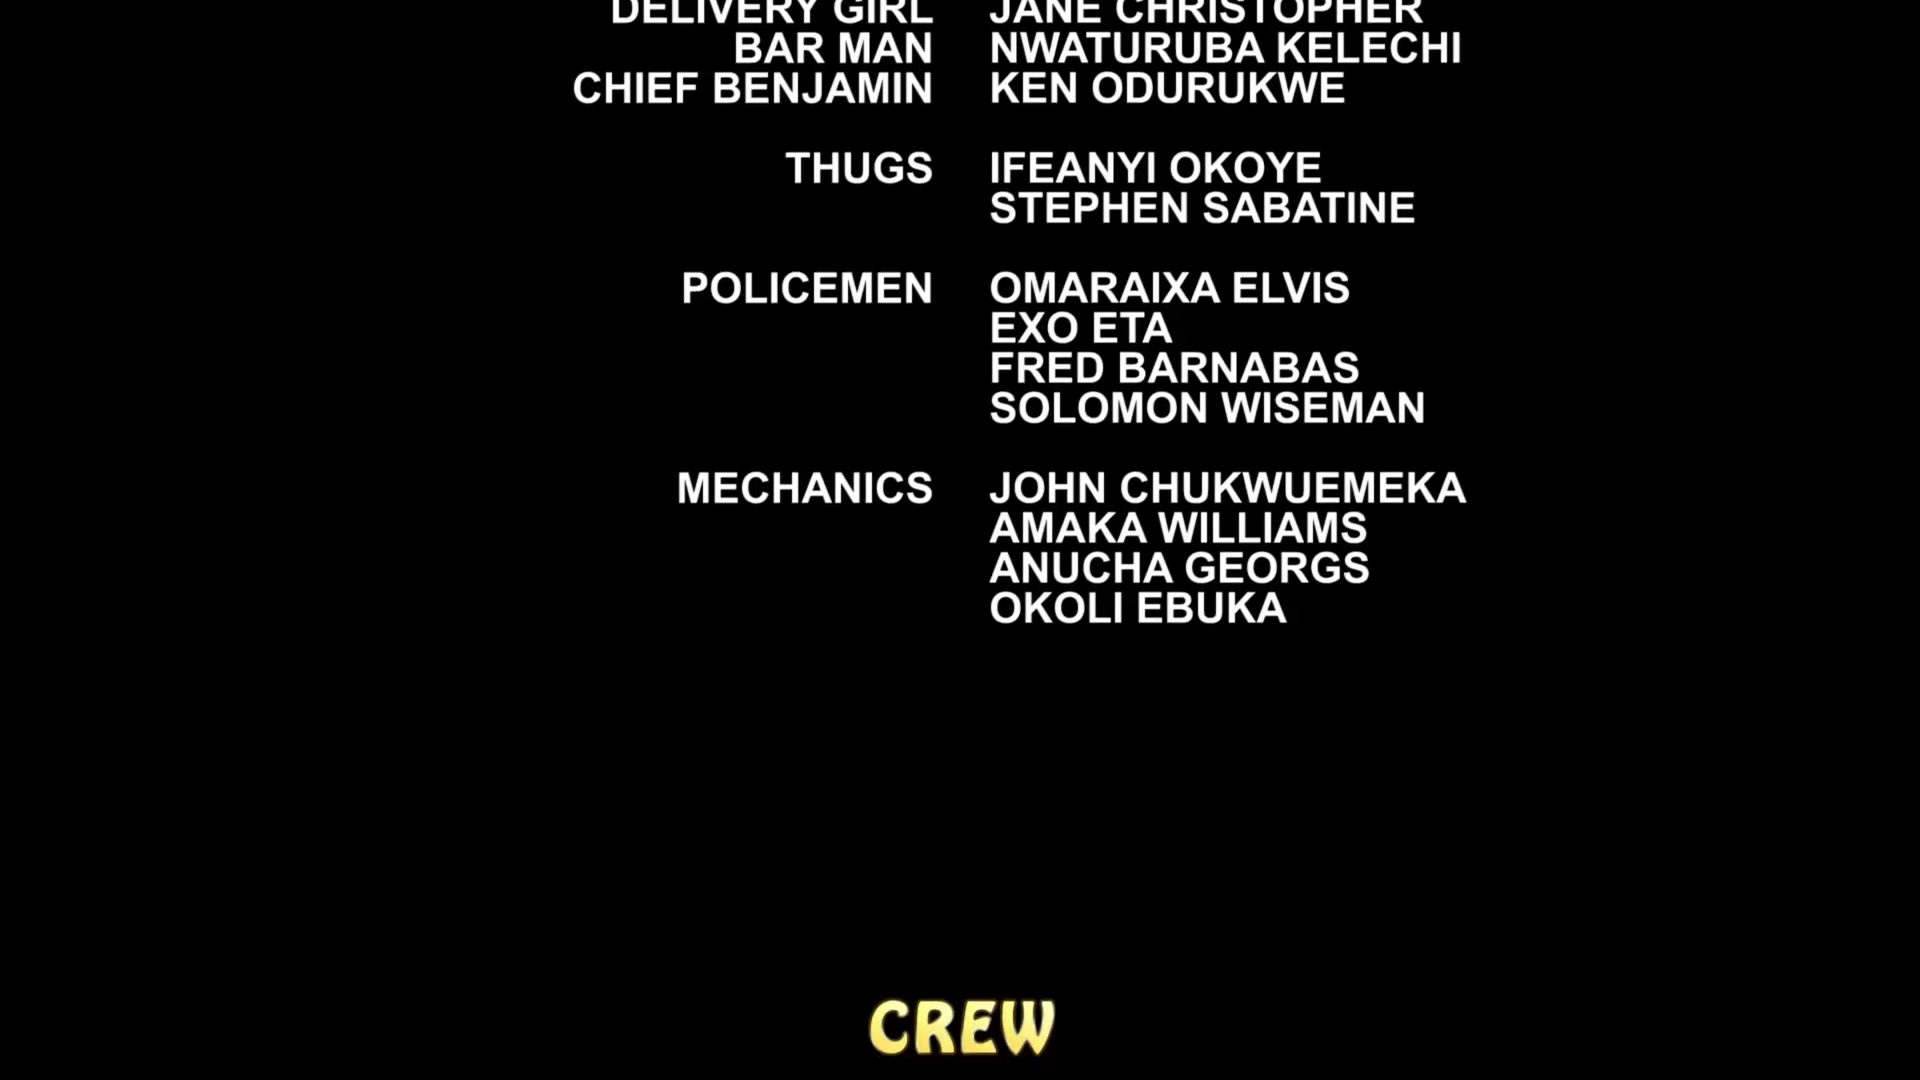 DELIVERY GIRL JANE CHRISTOPHER
BAR MAN NWATURUBA KELECHI
CHIEF BENJAMIN KEN ODURUKWE
THUGS IFEANYI OKOYE
STEPHEN SABATINE
POLICEMEN OMARAIXA ELVIS
EXO ETA
FRED BARNABAS
SOLOMON WISEMAN
MECHANICS JOHN CHUKWUEMEKA
AMAKA WILLIAMS
ANUCHA GEORGS
OKOLI EBUKA
CREW